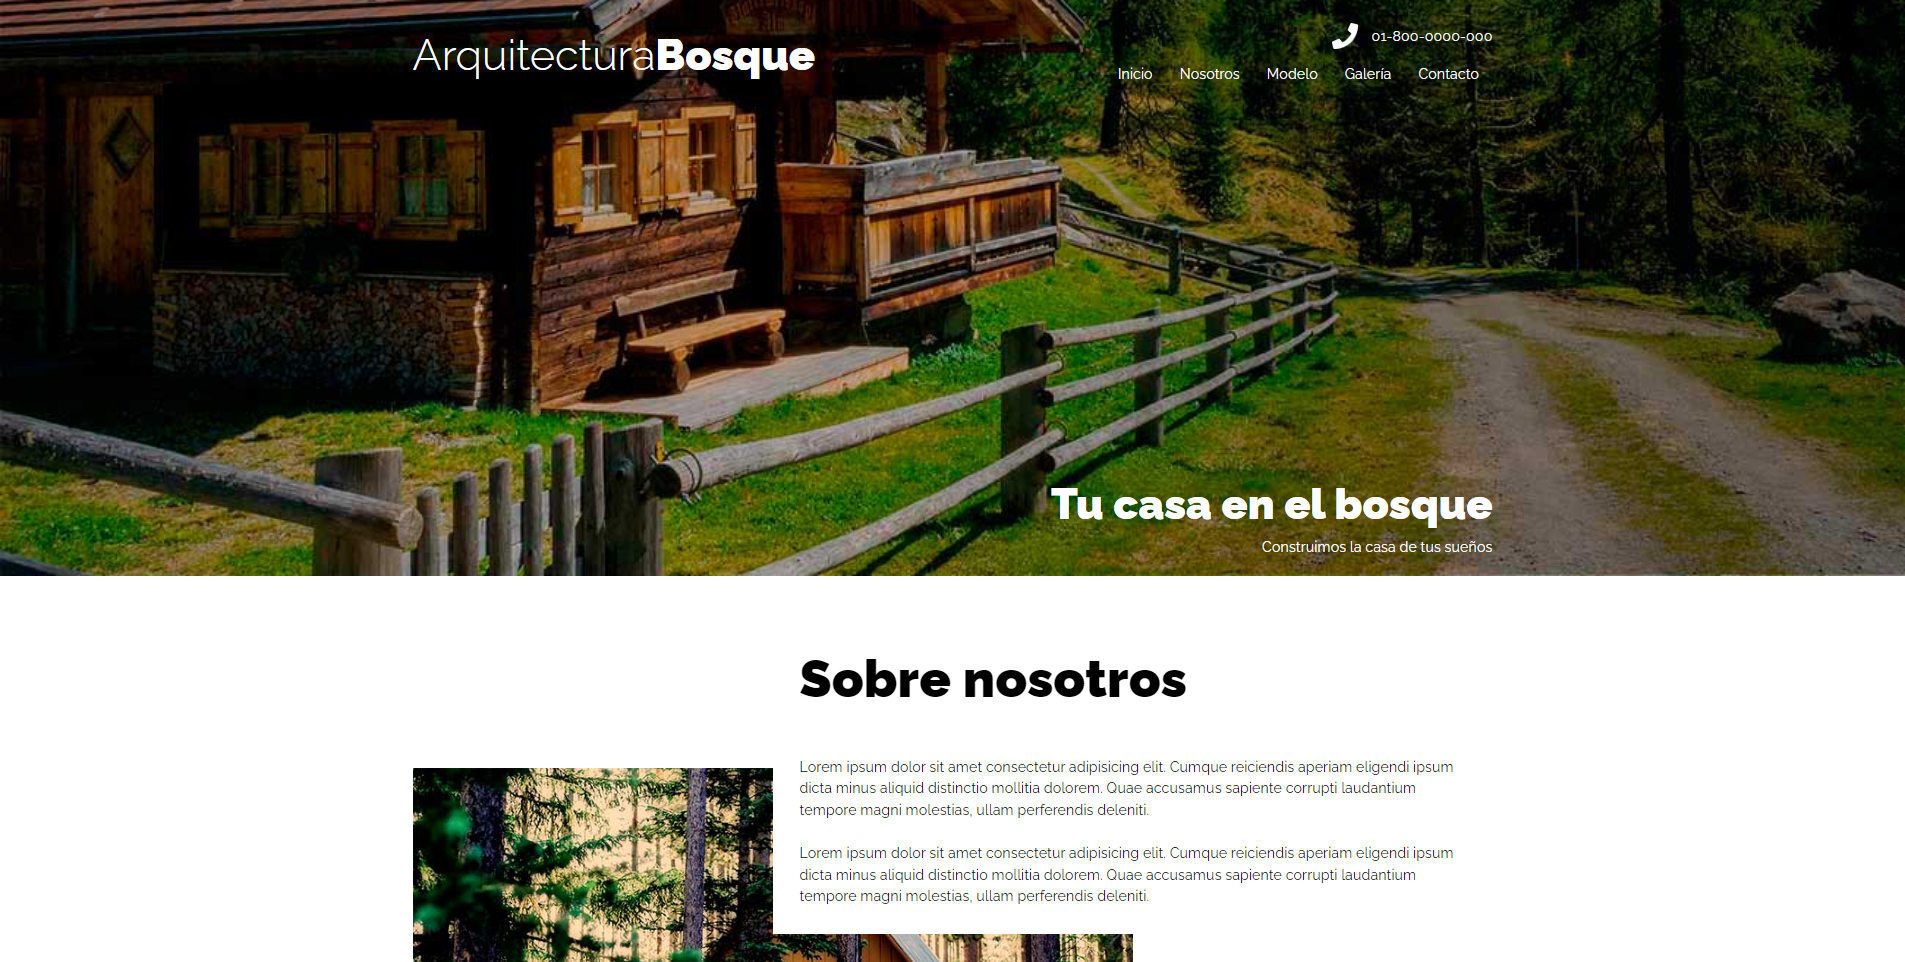 ArquitecturaBosque
01-800-0000-000
Inicio Nosotros Modelo Galería Contacto
Tu casa en el bosque
Construimos la casa de tus sueños
Sobre nosotros
Lorem ipsum dolor sit amet consectetur adipisicing elit. Cumque reiciendis aperiam eligendi ipsum
dicta minus aliquid distinctio mollitia dolorem. Quae accusamus sapiente corrupti laudantium
tempore magni molestias, ullam perferendis deleniti.
Lorem ipsum dolor sit amet consectetur adipisicing elit. Cumque reiciendis aperiam eligendi ipsum
dicta minus aliquid distinctio mollitia dolorem. Quae accusamus sapiente corrupti laudantium
tempore magni molestias, ullam perferendis deleniti.